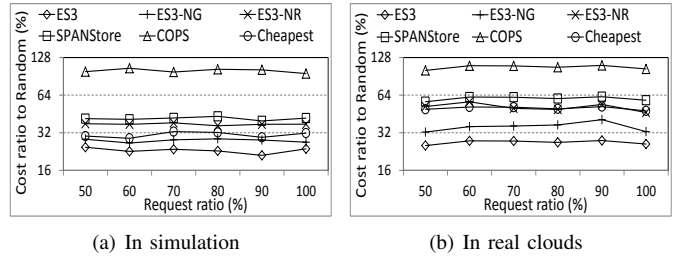 ES3 ES3-NG ES3-NR
SPANStore COPS Cheapest
Cost ratio to Random (%)
128
64
32
16
50 60 70 80 90 100
Request ratio (%)
(a) In simulation
ES3 ES3-NG ES3-NR
SPANStore COPS Cheapest
Cost ratio to Random (%)
128
64
32
16
50 60 70 80 90 100
Request ratio (%)
(b) In real clouds